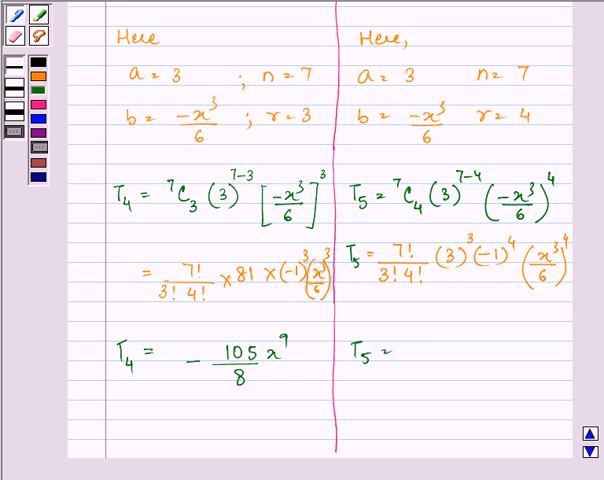 Here
a = 3 ; n = 7
b = -x³/6 ; r = 3
T₄ = ⁷C₃ (3)⁷⁻³ [-x³/6]³
= 7!/3! 4! × 81 × (-1)³ (x³/6)³
T₄ = - 105/8 x⁹
Here,
a = 3 n = 7
b = -x³/6 r = 4
T₅ = ⁷C₄ (3)⁷⁻⁴ (-x³/6)⁴
T₅ = 7!/3! 4! (3)³ (-1)⁴ (x³/6)⁴
T₅ =